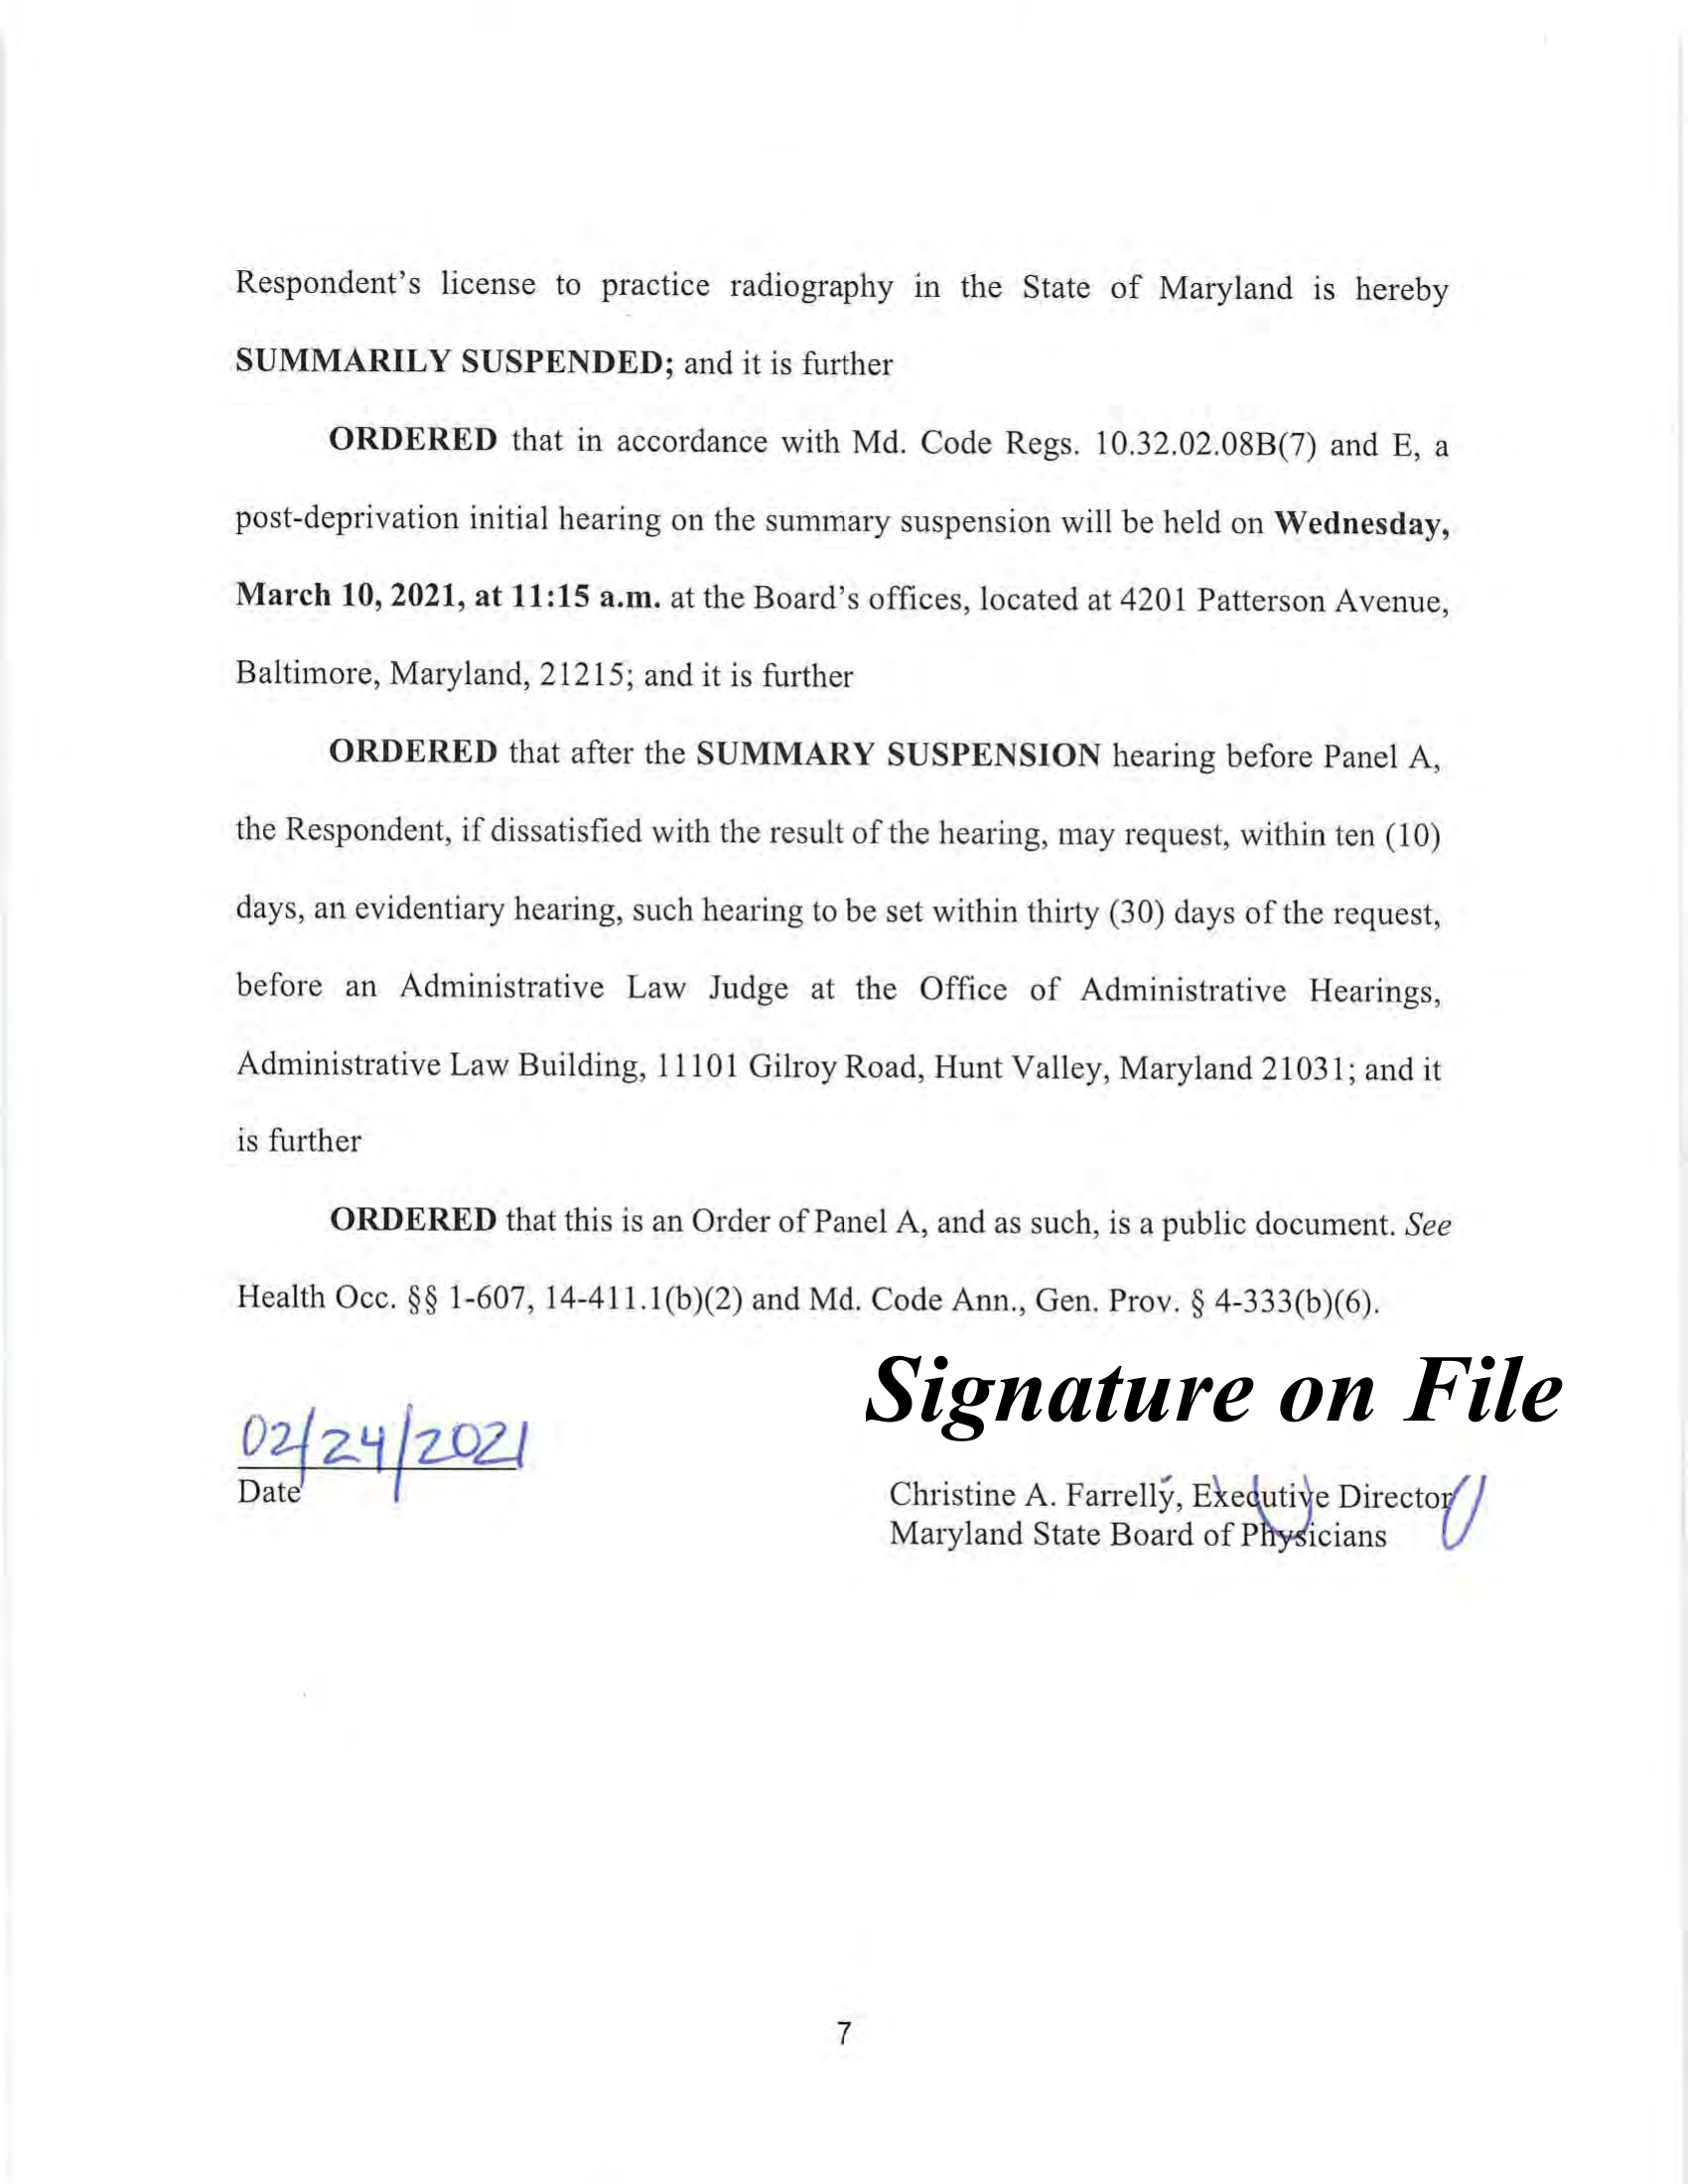 Respondent's license to practice radiography in the State of Maryland is hereby
SUMMARILY SUSPENDED; and it is further
ORDERED that in accordance with Md. Code Regs. 10.32.02.08B(7) and E, a
post-deprivation initial hearing on the summary suspension will be held on Wednesday,
March 10, 2021, at 11:15 a.m. at the Board's offices, located at 4201 Patterson Avenue,
Baltimore, Maryland, 21215; and it is further
ORDERED that after the SUMMARY SUSPENSION hearing before Panel A,
the Respondent, if dissatisfied with the result of the hearing, may request, within ten (10)
days, an evidentiary hearing, such hearing to be set within thirty (30) days of the request,
before an Administrative Law Judge at the Office of Administrative Hearings,
Administrative Law Building, 11101 Gilroy Road, Hunt Valley, Maryland 21031; and it
is further
ORDERED that this is an Order of Panel A, and as such, is a public document. See
Health Occ. §§ 1-607, 14-411.1(b)(2) and Md. Code Ann., Gen. Prov. § 4-333(b)(6).
Signature on File
02/24/2021
Date
Christine A. Farrelly, Executive Director
Maryland State Board of Physicians
7